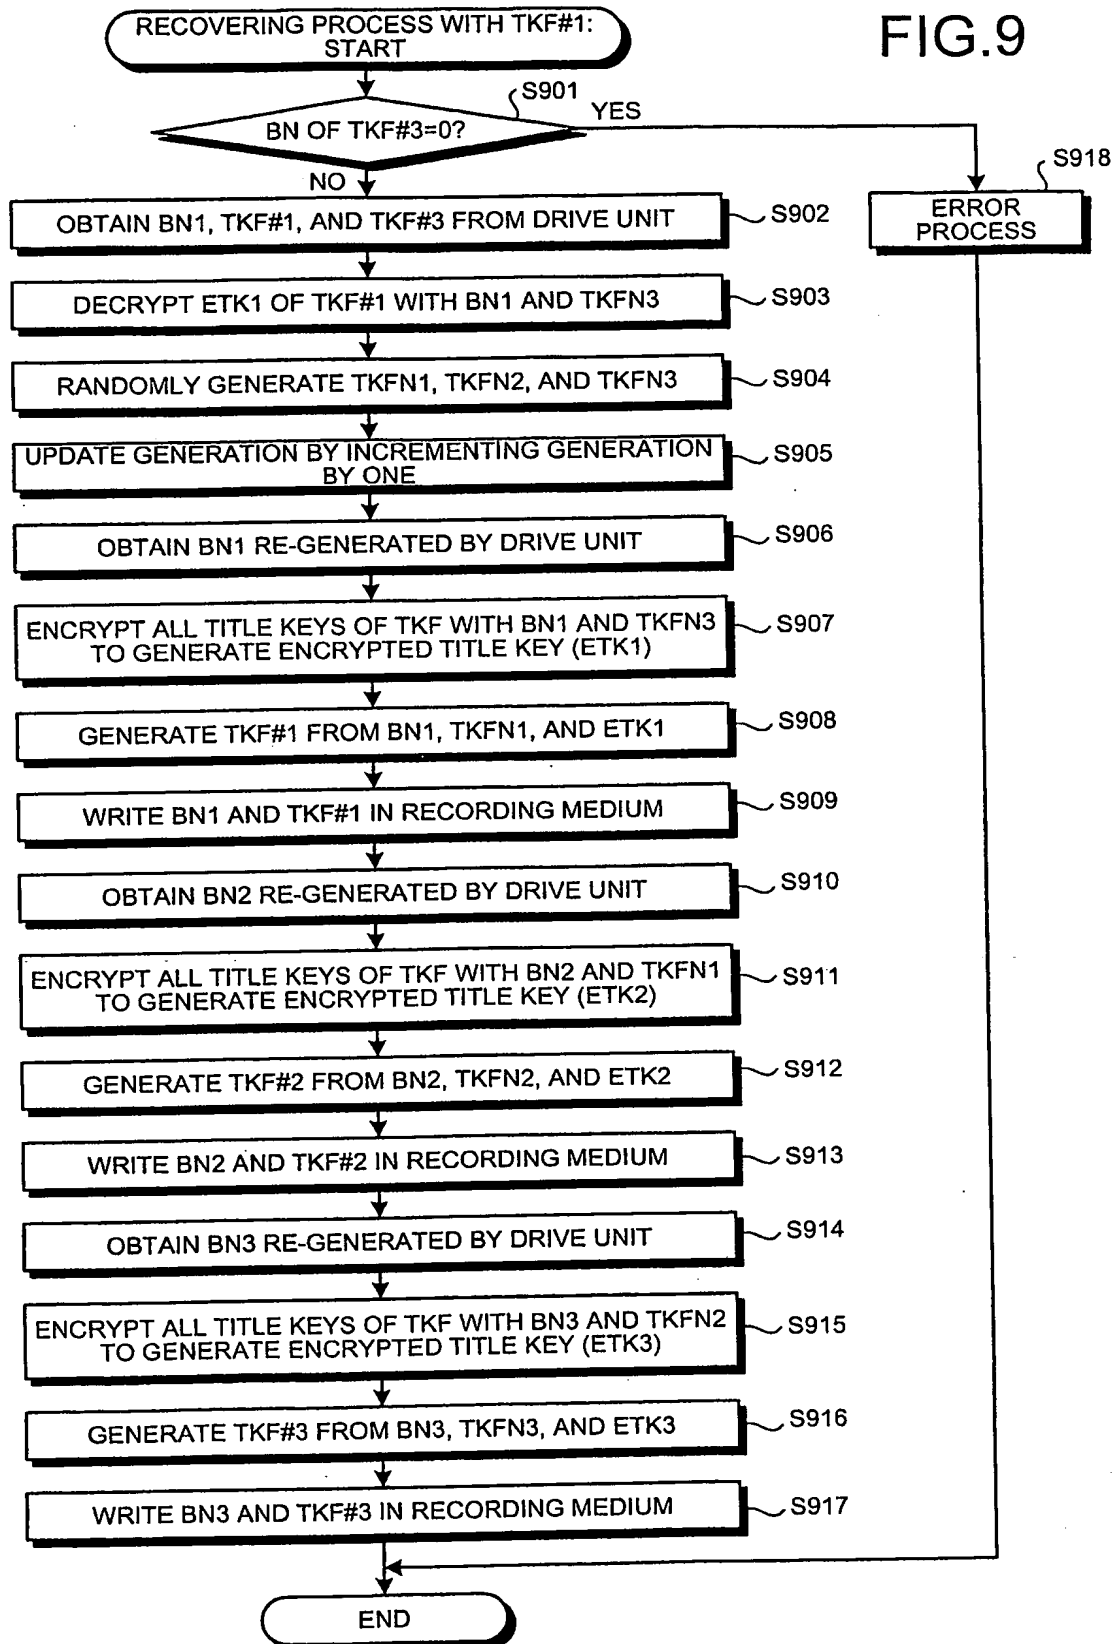 FIG.9
RECOVERING PROCESS WITH TKF#1:
START
S901
BN OF TKF#3=0?
YES
NO
S918
ERROR
PROCESS
OBTAIN BN1, TKF#1, AND TKF#3 FROM DRIVE UNIT
S902
DECRYPT ETK1 OF TKF#1 WITH BN1 AND TKFN3
S903
RANDOMLY GENERATE TKFN1, TKFN2, AND TKFN3
S904
UPDATE GENERATION BY INCREMENTING GENERATION
BY ONE
S905
OBTAIN BN1 RE-GENERATED BY DRIVE UNIT
S906
ENCRYPT ALL TITLE KEYS OF TKF WITH BN1 AND TKFN3
TO GENERATE ENCRYPTED TITLE KEY (ETK1)
S907
GENERATE TKF#1 FROM BN1, TKFN1, AND ETK1
S908
WRITE BN1 AND TKF#1 IN RECORDING MEDIUM
S909
OBTAIN BN2 RE-GENERATED BY DRIVE UNIT
S910
ENCRYPT ALL TITLE KEYS OF TKF WITH BN2 AND TKFN1
TO GENERATE ENCRYPTED TITLE KEY (ETK2)
S911
GENERATE TKF#2 FROM BN2, TKFN2, AND ETK2
S912
WRITE BN2 AND TKF#2 IN RECORDING MEDIUM
S913
OBTAIN BN3 RE-GENERATED BY DRIVE UNIT
S914
ENCRYPT ALL TITLE KEYS OF TKF WITH BN3 AND TKFN2
TO GENERATE ENCRYPTED TITLE KEY (ETK3)
S915
GENERATE TKF#3 FROM BN3, TKFN3, AND ETK3
S916
WRITE BN3 AND TKF#3 IN RECORDING MEDIUM
S917
END